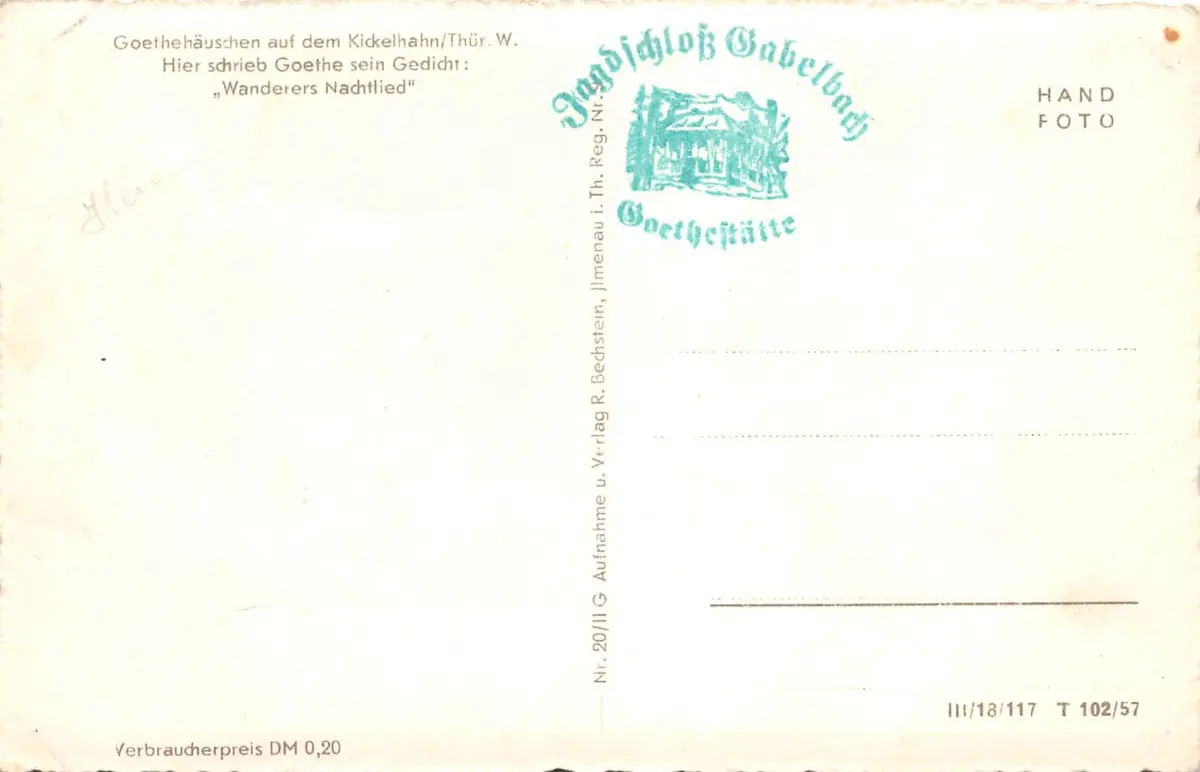 Goethehäuschen auf dem Kickelhahn/Thür. W.
Hier schrieb Goethe sein Gedicht:
„Wanderers Nachtlied"
Jagdschloß Gabelbach
Goethestätte
HAND
FOTO
Nr. 20/II G Aufnahme u. Verlag R. Bechstein, Jlmenau i. Th. Reg. Nr.
III/18/117 T 102/57
Verbraucherpreis DM 0,20